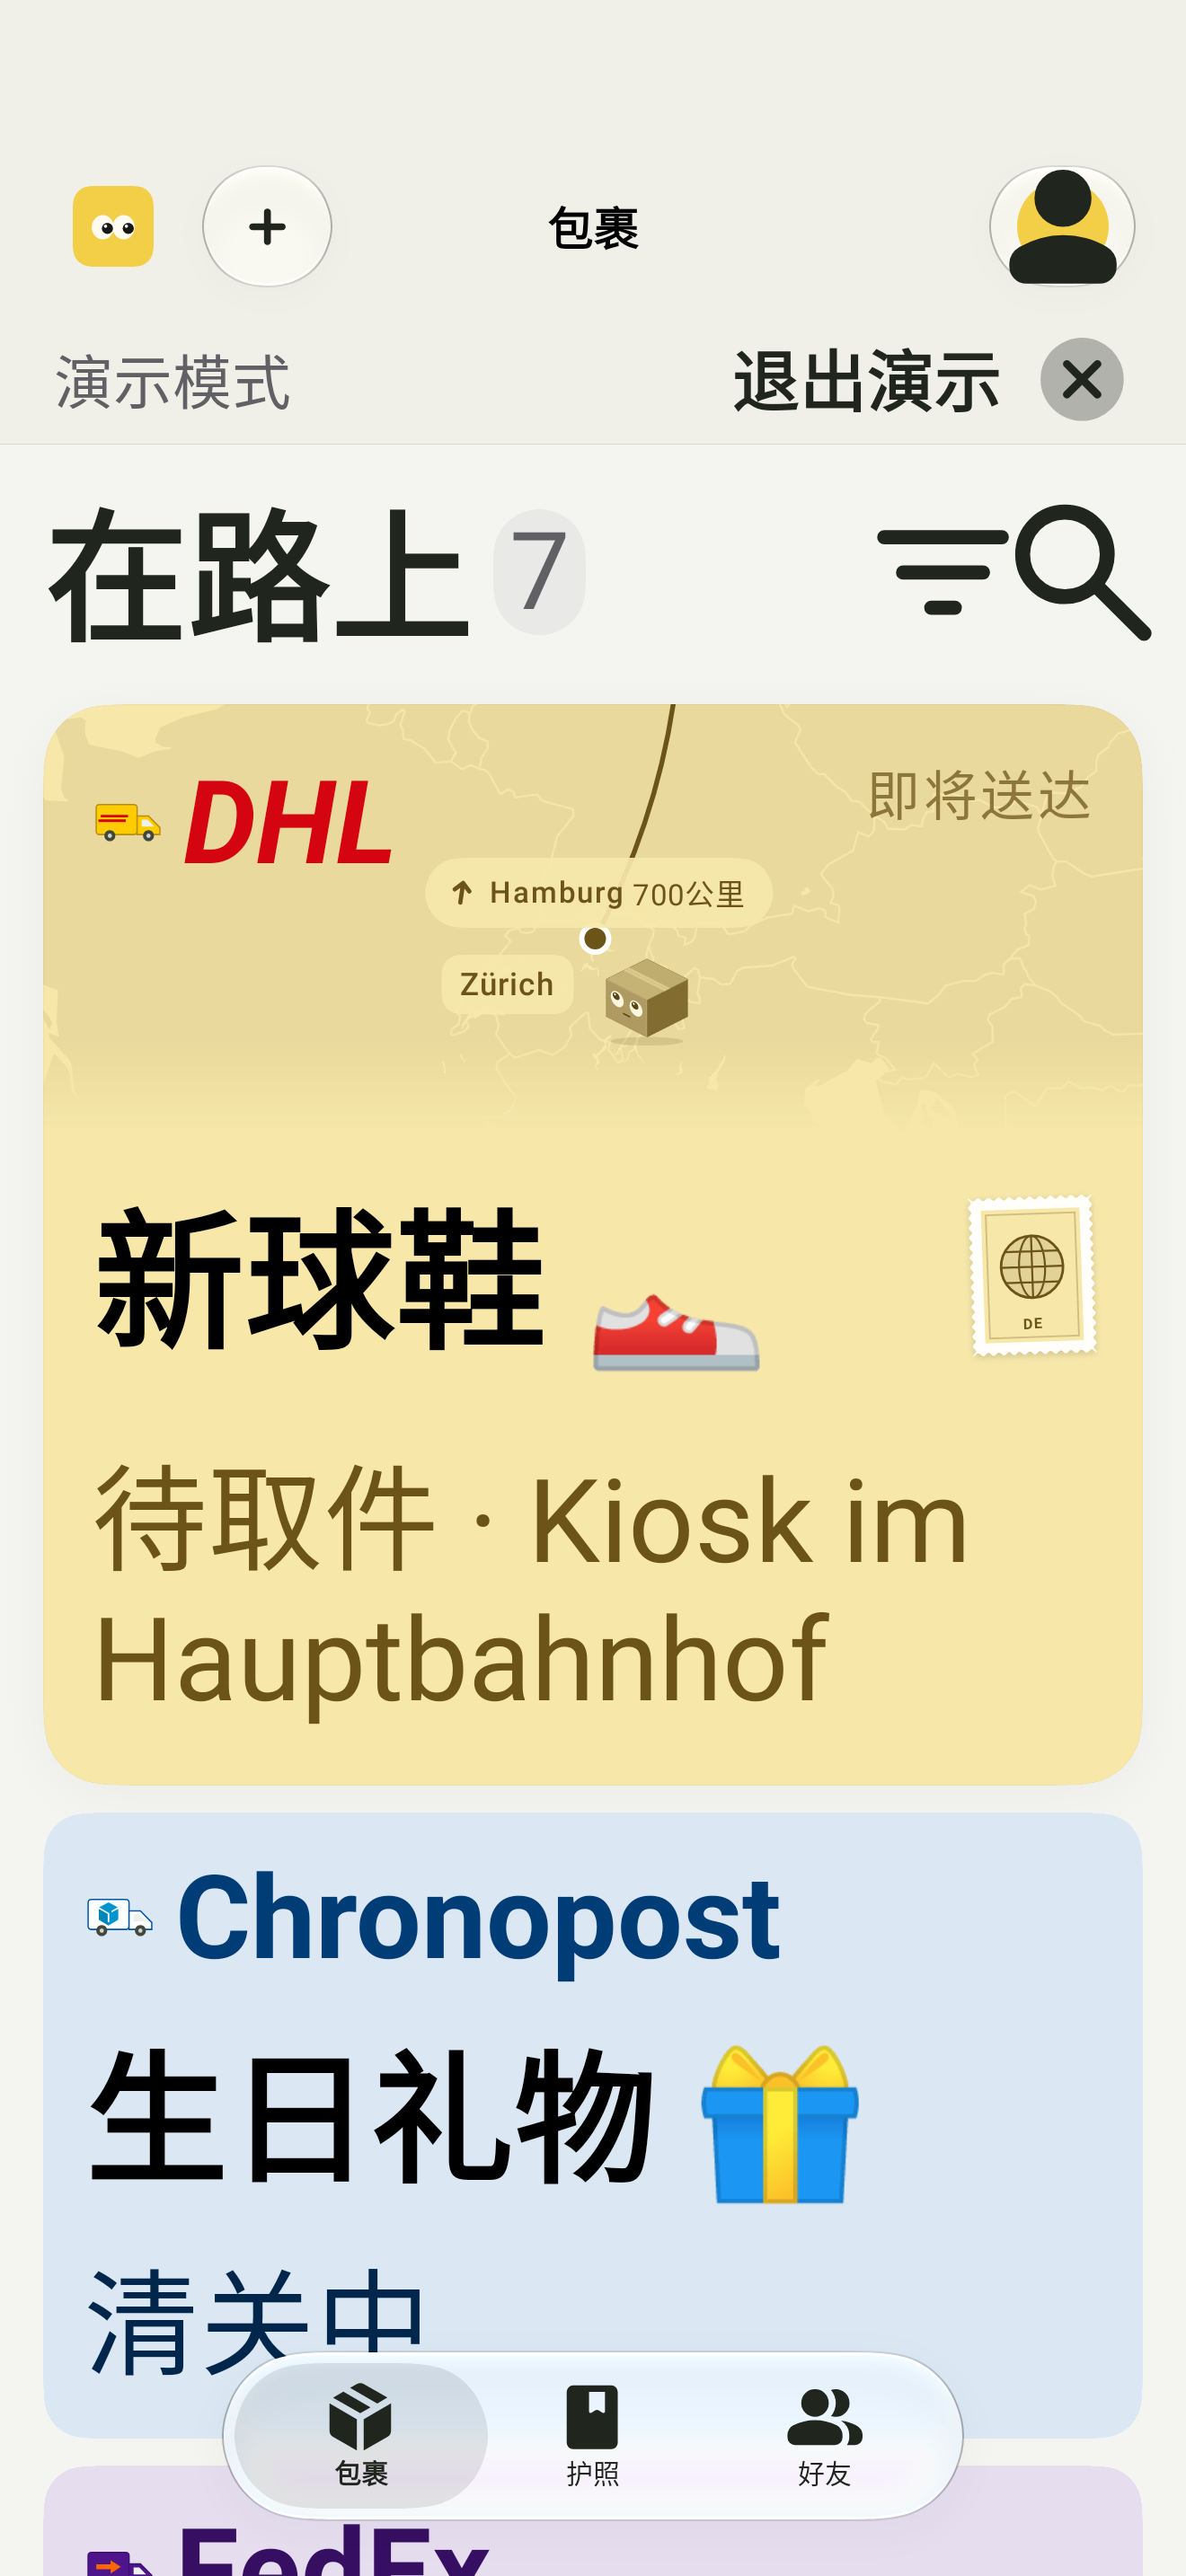 包裹
演示模式
退出演示
在路上 7
DHL
即将送达
Hamburg 700公里
Zürich
新球鞋 👟
DE
待取件 · Kiosk im
Hauptbahnhof
Chronopost
生日礼物 🎁
清关中
包裹
护照
好友
FedEx